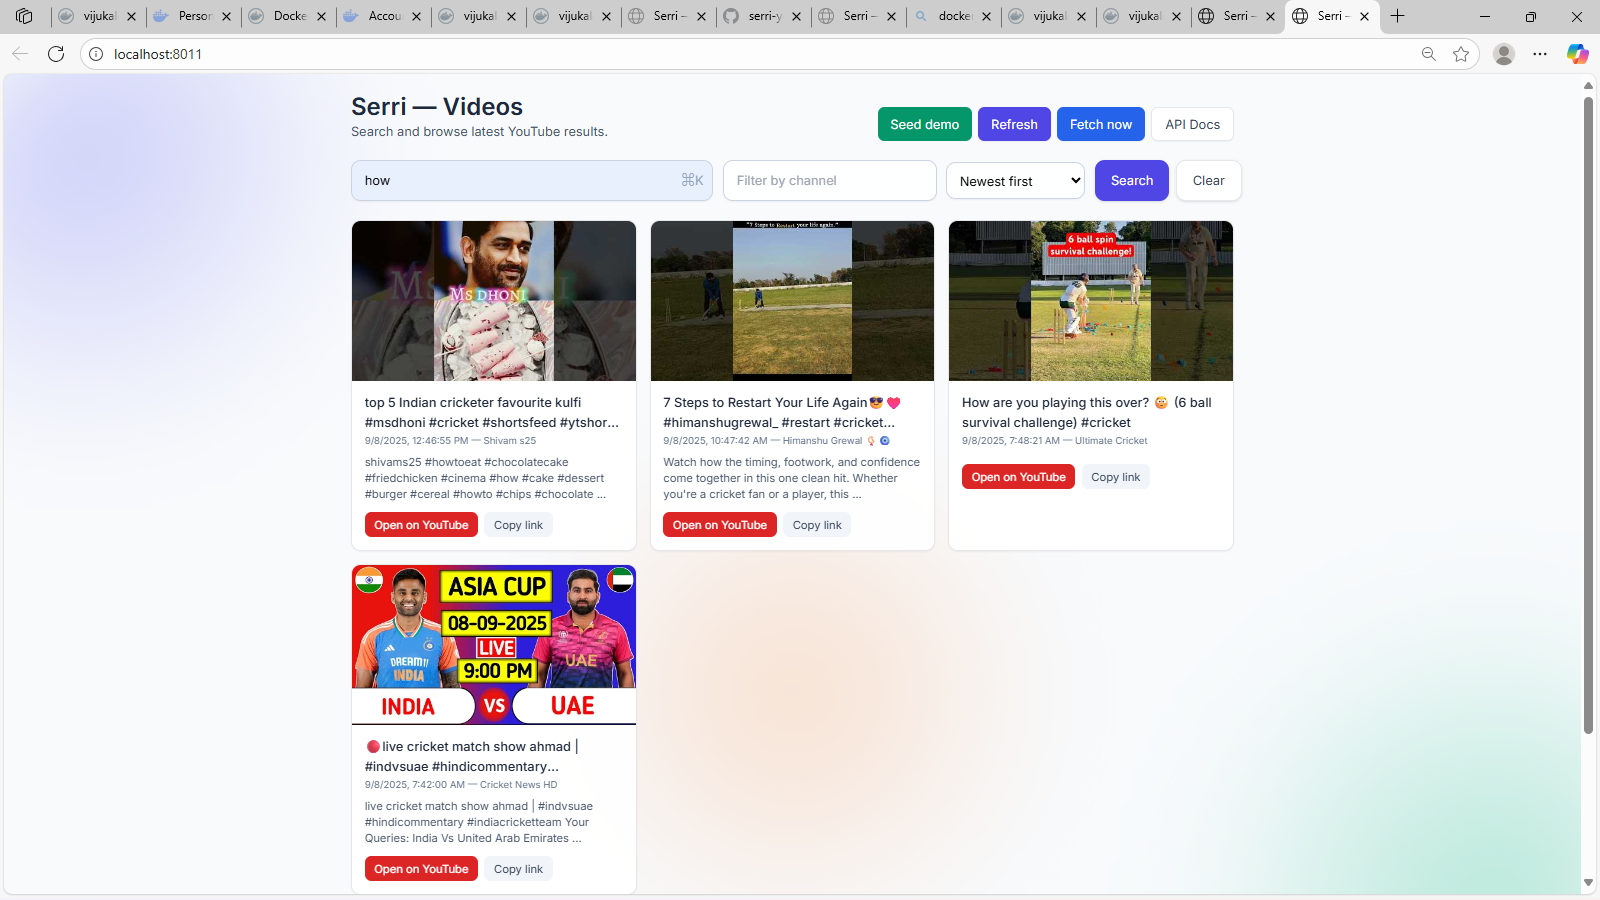 vijukal
Person
Docke
Accou
vijukal
vijukal
Serri –
serri-y
Serri –
docke
vijukal
vijukal
Serri –
Serri –
localhost:8011
Serri — Videos
Search and browse latest YouTube results.
Seed demo
Refresh
Fetch now
API Docs
how
⌘K
Filter by channel
Newest first
Search
Clear
MS DHONI
"7 Steps to Restart your life again."
6 ball spin
survival challenge!
top 5 Indian cricketer favourite kulfi
#msdhoni #cricket #shortsfeed #ytshor...
9/8/2025, 12:46:55 PM — Shivam s25
shivams25 #howtoeat #chocolatecake
#friedchicken #cinema #how #cake #dessert
#burger #cereal #howto #chips #chocolate ...
Open on YouTube
Copy link
7 Steps to Restart Your Life Again😎 💗
#himanshugrewal_ #restart #cricket...
9/8/2025, 10:47:42 AM — Himanshu Grewal 🧿
Watch how the timing, footwork, and confidence
come together in this one clean hit. Whether
you're a cricket fan or a player, this ...
Open on YouTube
Copy link
How are you playing this over? 😳 (6 ball
survival challenge) #cricket
9/8/2025, 7:48:21 AM — Ultimate Cricket
Open on YouTube
Copy link
ASIA CUP
08-09-2025
LIVE
9:00 PM
DREAM11
INDIA
UAE
INDIA
VS
UAE
🔴live cricket match show ahmad |
#indvsuae #hindicommentary...
9/8/2025, 7:42:00 AM — Cricket News HD
live cricket match show ahmad | #indvsuae
#hindicommentary #indiacricketteam Your
Queries: India Vs United Arab Emirates ...
Open on YouTube
Copy link